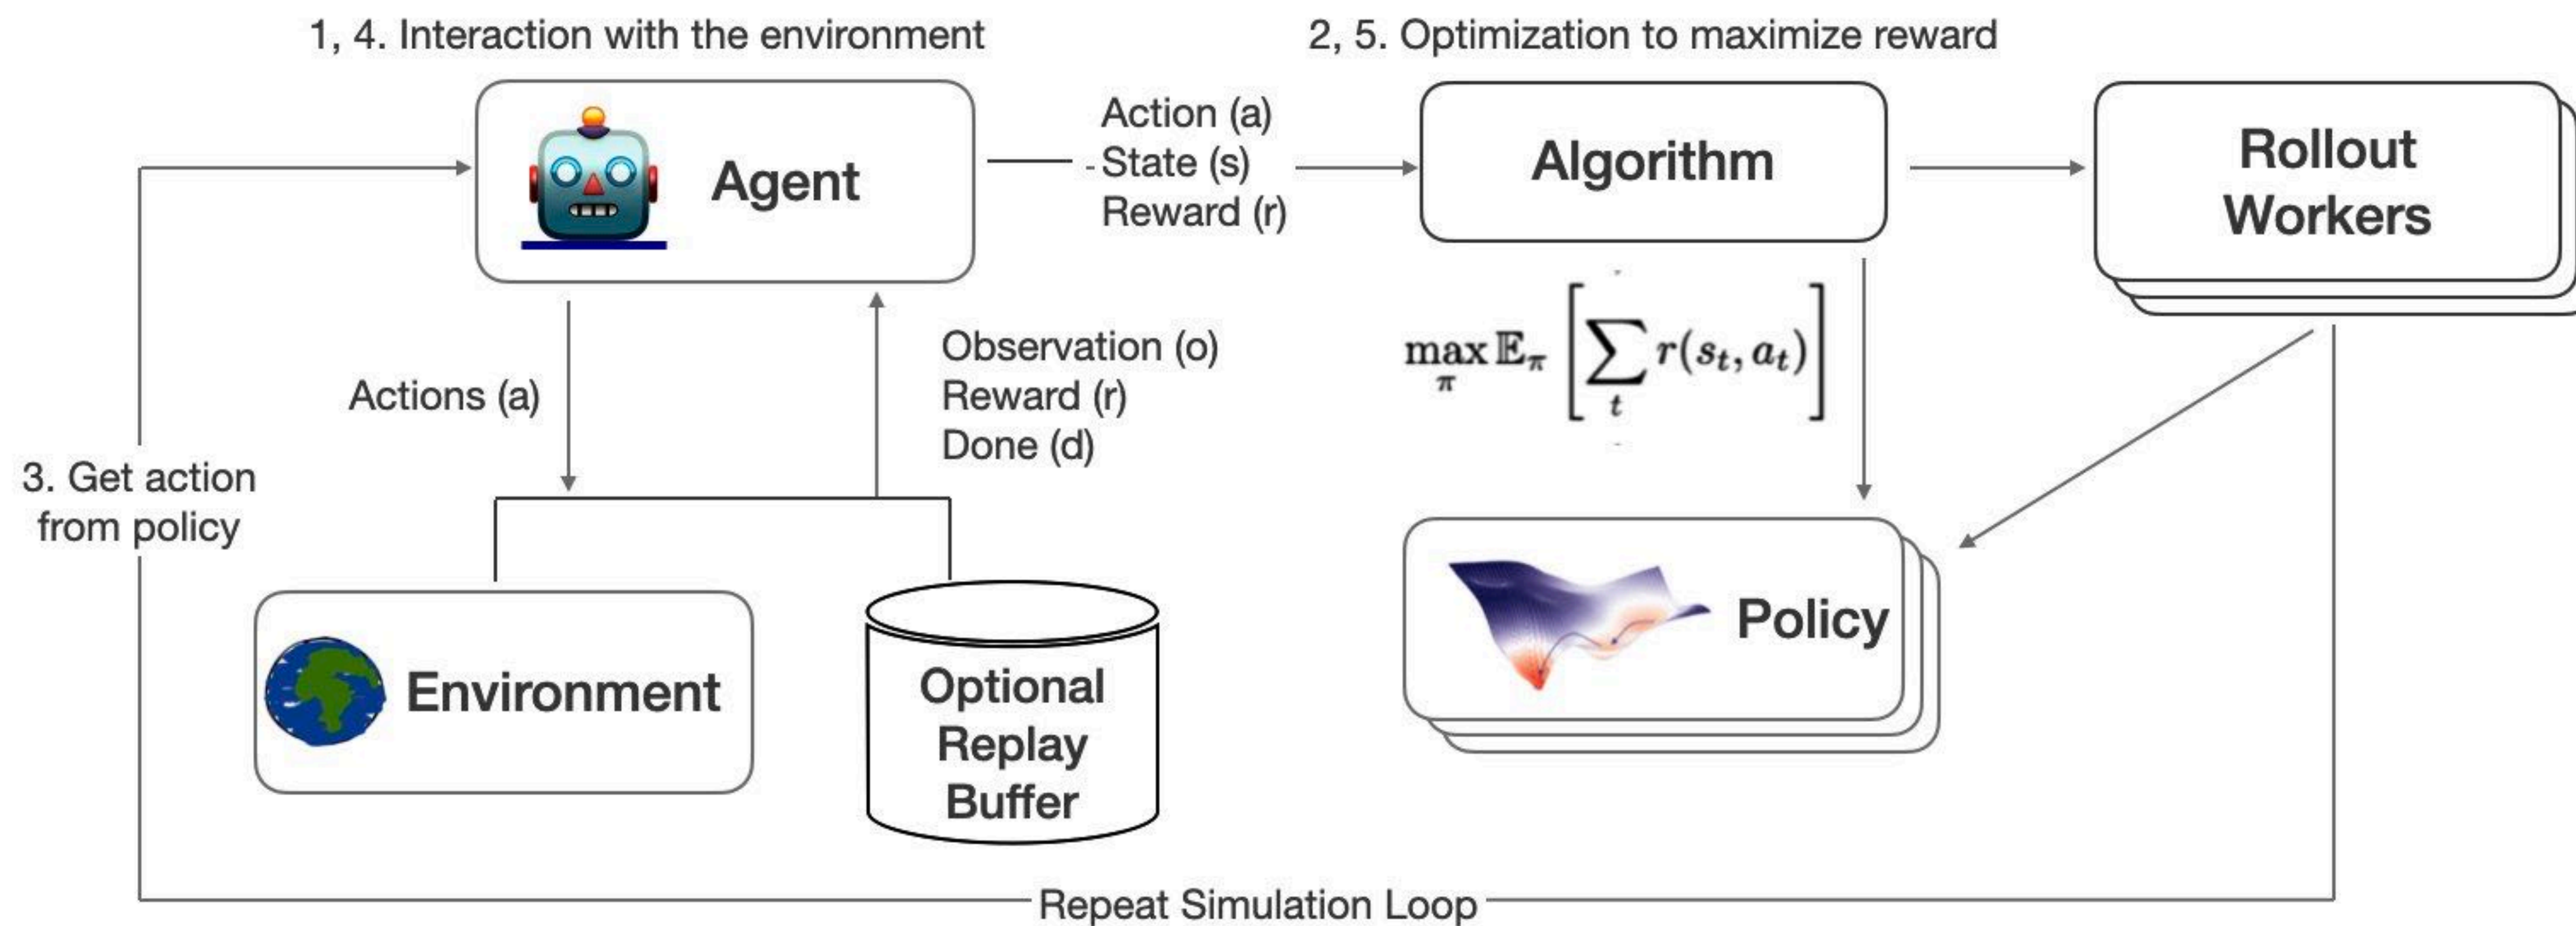 1, 4. Interaction with the environment
2, 5. Optimization to maximize reward
Agent
Action (a)
- State (s)
Reward (r)
Algorithm
Rollout
Workers
Actions (a)
Observation (o)
Reward (r)
Done (d)
max_π 𝔼_π [∑_t r(s_t, a_t)]
3. Get action
from policy
Environment
Optional
Replay
Buffer
Policy
Repeat Simulation Loop